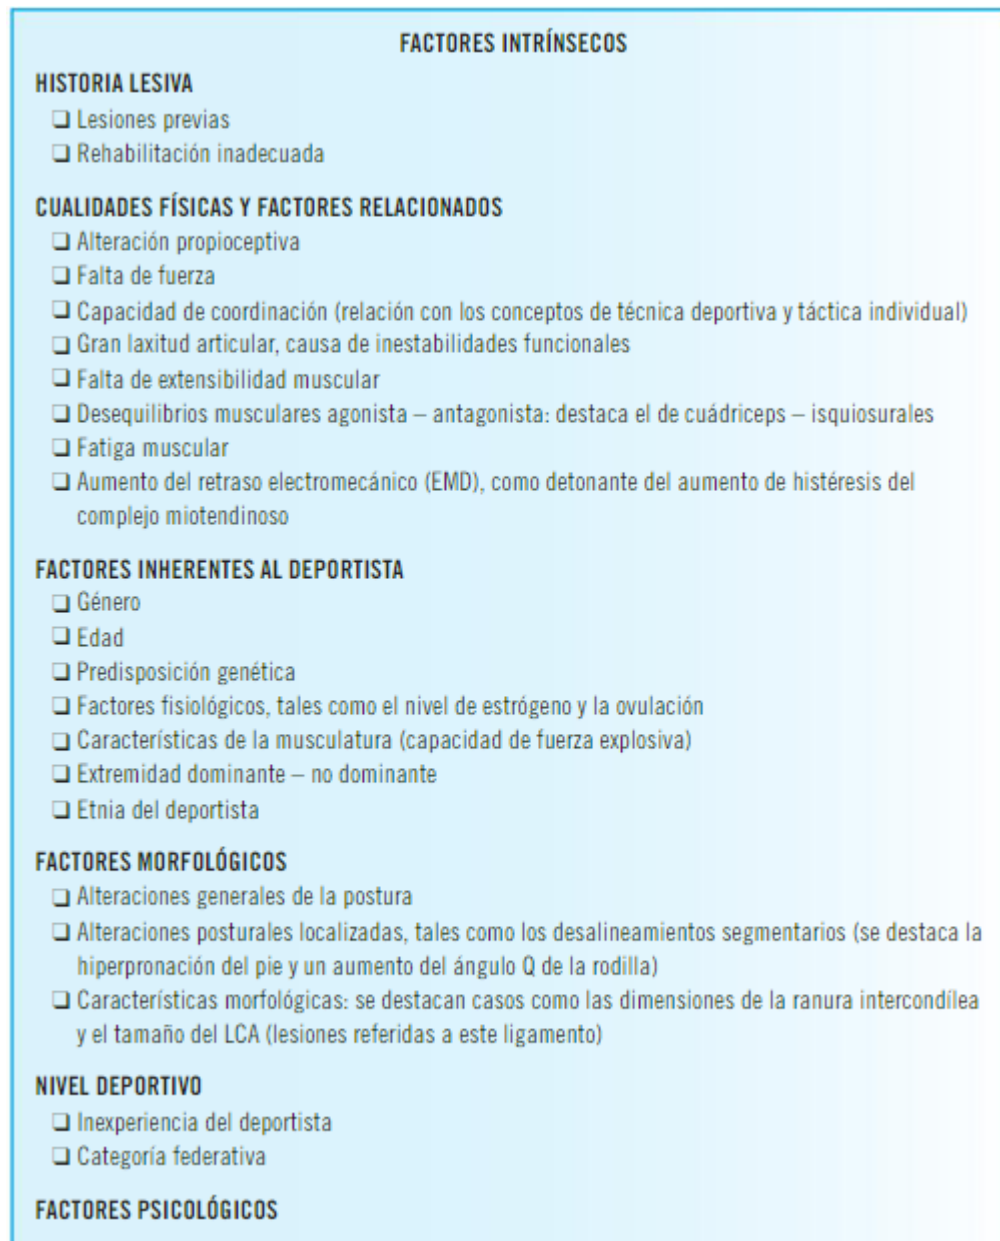 FACTORES INTRÍNSECOS
HISTORIA LESIVA
❑ Lesiones previas
❑ Rehabilitación inadecuada
CUALIDADES FÍSICAS Y FACTORES RELACIONADOS
❑ Alteración propioceptiva
❑ Falta de fuerza
❑ Capacidad de coordinación (relación con los conceptos de técnica deportiva y táctica individual)
❑ Gran laxitud articular, causa de inestabilidades funcionales
❑ Falta de extensibilidad muscular
❑ Desequilibrios musculares agonista – antagonista: destaca el de cuádriceps – isquiosurales
❑ Fatiga muscular
❑ Aumento del retraso electromecánico (EMD), como detonante del aumento de histéresis del
complejo miotendinoso
FACTORES INHERENTES AL DEPORTISTA
❑ Género
❑ Edad
❑ Predisposición genética
❑ Factores fisiológicos, tales como el nivel de estrógeno y la ovulación
❑ Características de la musculatura (capacidad de fuerza explosiva)
❑ Extremidad dominante – no dominante
❑ Etnia del deportista
FACTORES MORFOLÓGICOS
❑ Alteraciones generales de la postura
❑ Alteraciones posturales localizadas, tales como los desalineamientos segmentarios (se destaca la
hiperpronación del pie y un aumento del ángulo Q de la rodilla)
❑ Características morfológicas: se destacan casos como las dimensiones de la ranura intercondílea
y el tamaño del LCA (lesiones referidas a este ligamento)
NIVEL DEPORTIVO
❑ Inexperiencia del deportista
❑ Categoría federativa
FACTORES PSICOLÓGICOS